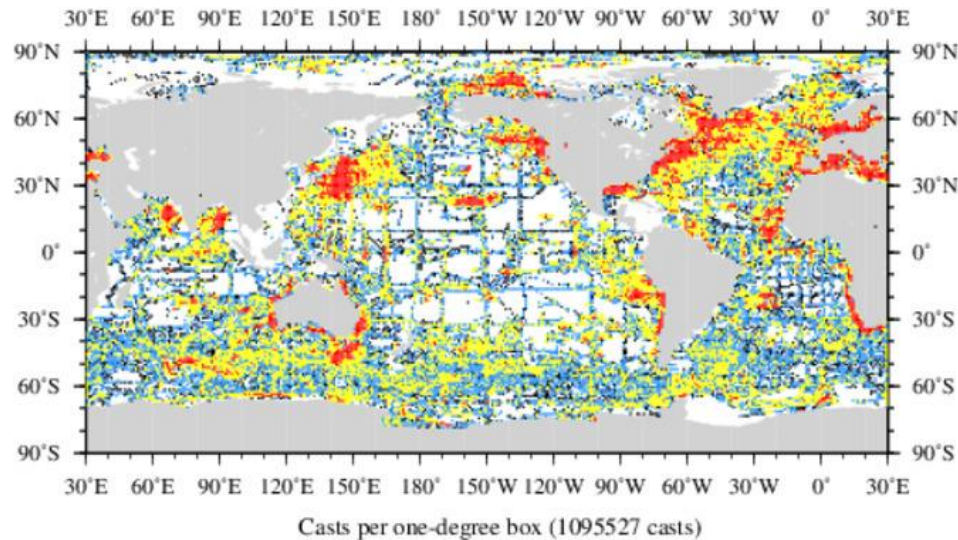 30°E 60°E 90°E 120°E 150°E 180° 150°W 120°W 90°W 60°W 30°W 0° 30°E
90°N 90°N
60°N 60°N
30°N 30°N
0° 0°
30°S 30°S
60°S 60°S
90°S 90°S
30°E 60°E 90°E 120°E 150°E 180° 150°W 120°W 90°W 60°W 30°W 0° 30°E
Casts per one-degree box (1095527 casts)